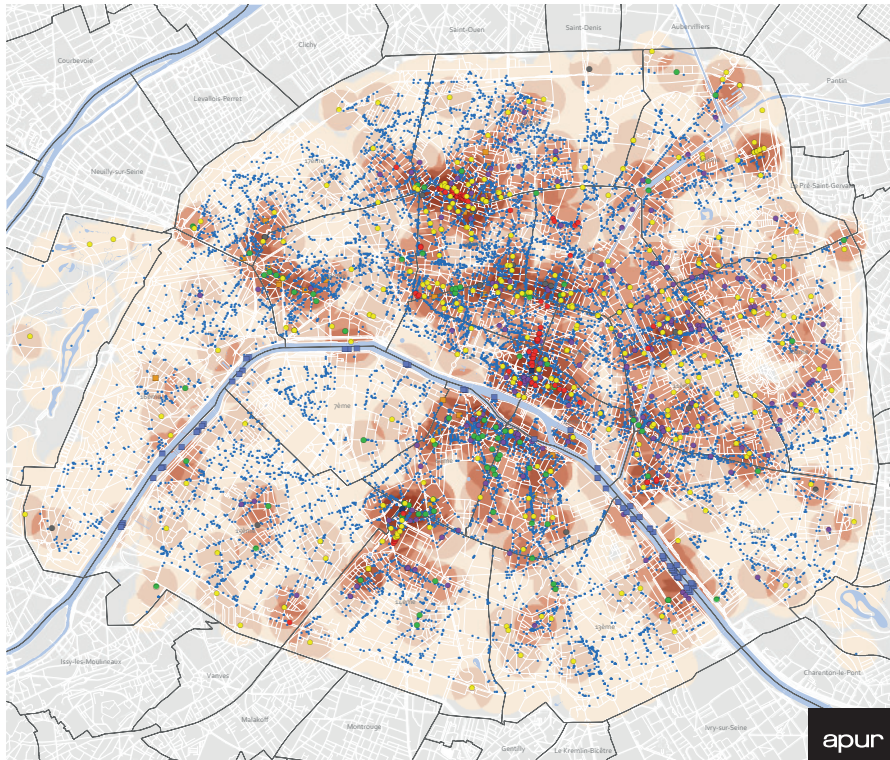 Saint-Ouen
Saint-Denis
Aubervilliers
Clichy
Courbevoie
Pantin
Levallois-Perret
Neuilly-sur-Seine
Le Pré-Saint-Gervais
7ème
Issy-les-Moulineaux
Vanves
Malakoff
Montrouge
Gentilly
Le Kremlin-Bicêtre
Ivry-sur-Seine
Charenton-le-Pont
apur